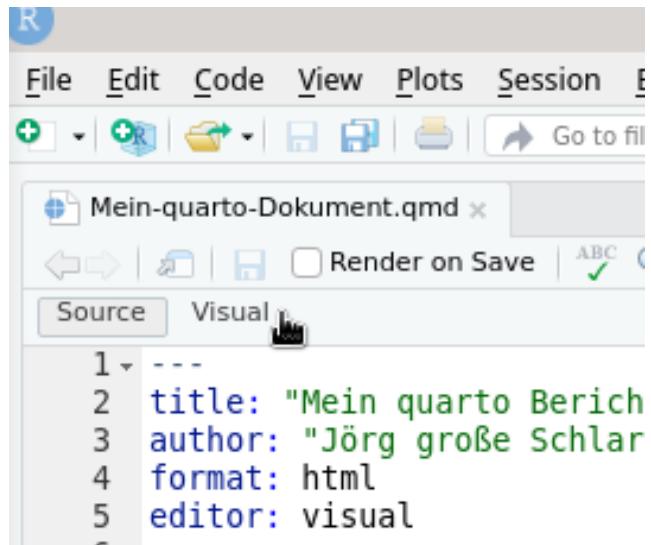 R
File Edit Code View Plots Session
Go to fil
Mein-quarto-Dokument.qmd ×
Render on Save ABC
Source Visual
1 ---
2 title: "Mein quarto Berich
3 author: "Jörg große Schlar
4 format: html
5 editor: visual